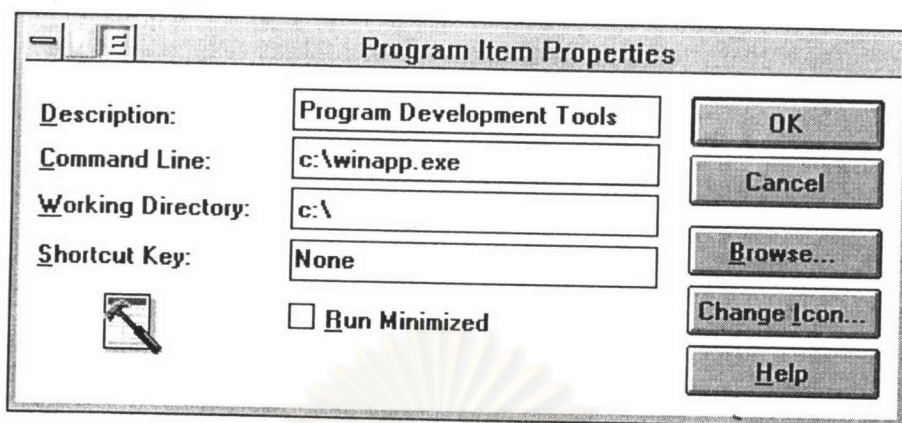 Program Item Properties
Description: Program Development Tools
Command Line: c:\winapp.exe
Working Directory: c:\
Shortcut Key: None
Run Minimized
OK
Cancel
Browse...
Change Icon...
Help